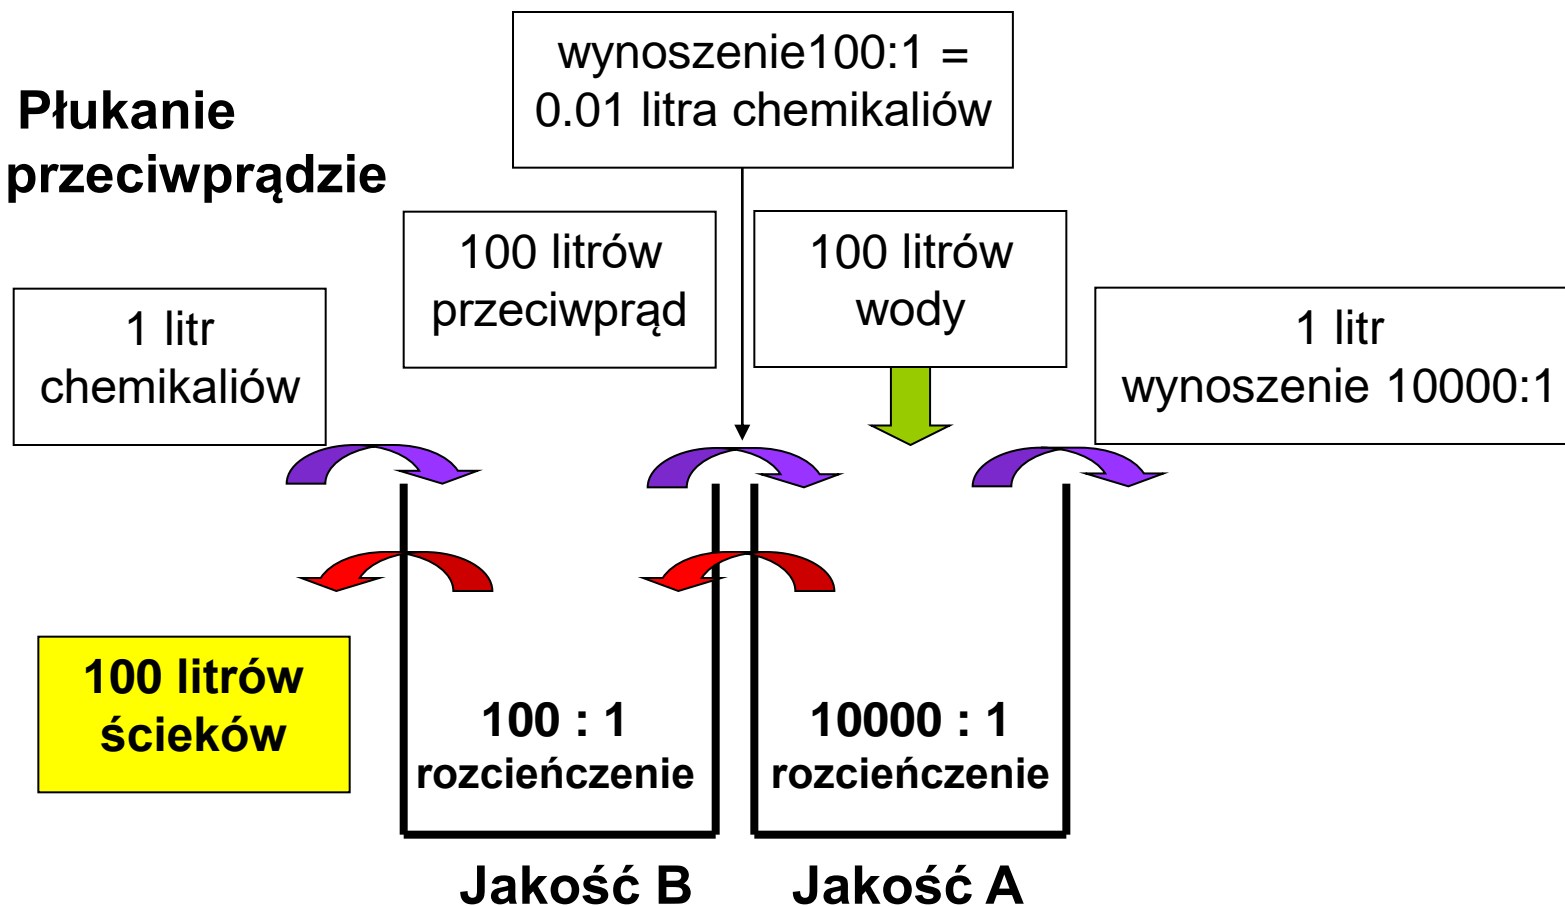 Płukanie
przeciwprądzie
wynoszenie100:1 =
0.01 litra chemikaliów
100 litrów
przeciwprąd
100 litrów
wody
1 litr
chemikaliów
1 litr
wynoszenie 10000:1
100 litrów
ścieków
100 : 1
rozcieńczenie
10000 : 1
rozcieńczenie
Jakość B
Jakość A